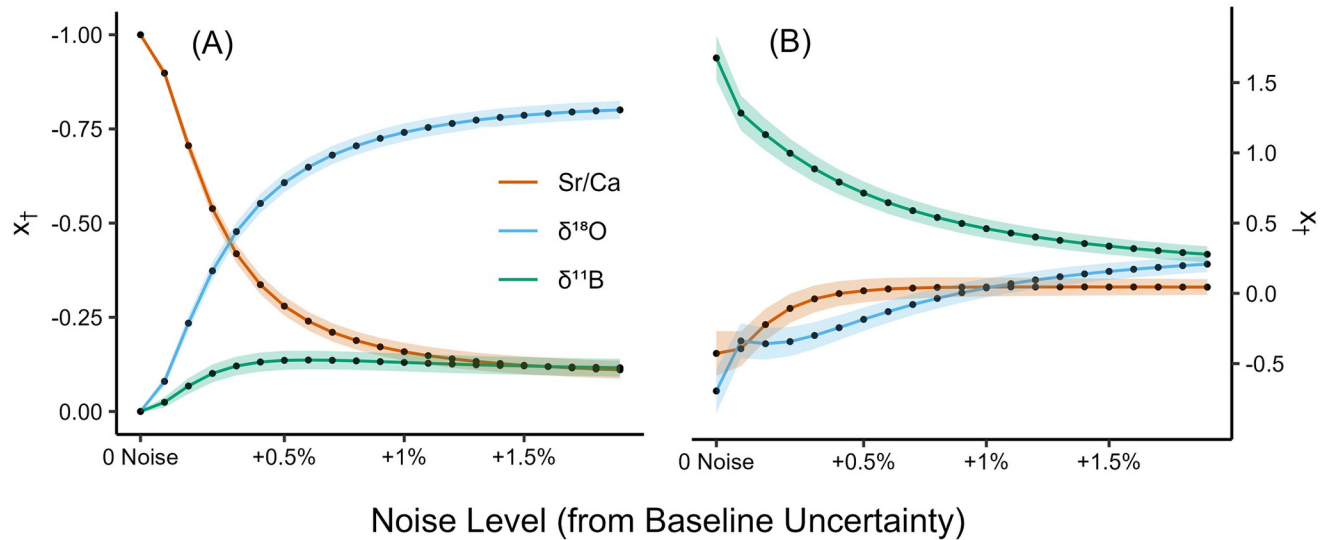 (A)
(B)
-1.00
-0.75
-0.50
-0.25
0.00
x†
Sr/Ca
δ¹⁸O
δ¹¹B
1.5
1.0
0.5
0.0
-0.5
x†
0 Noise +0.5% +1% +1.5%
0 Noise +0.5% +1% +1.5%
Noise Level (from Baseline Uncertainty)